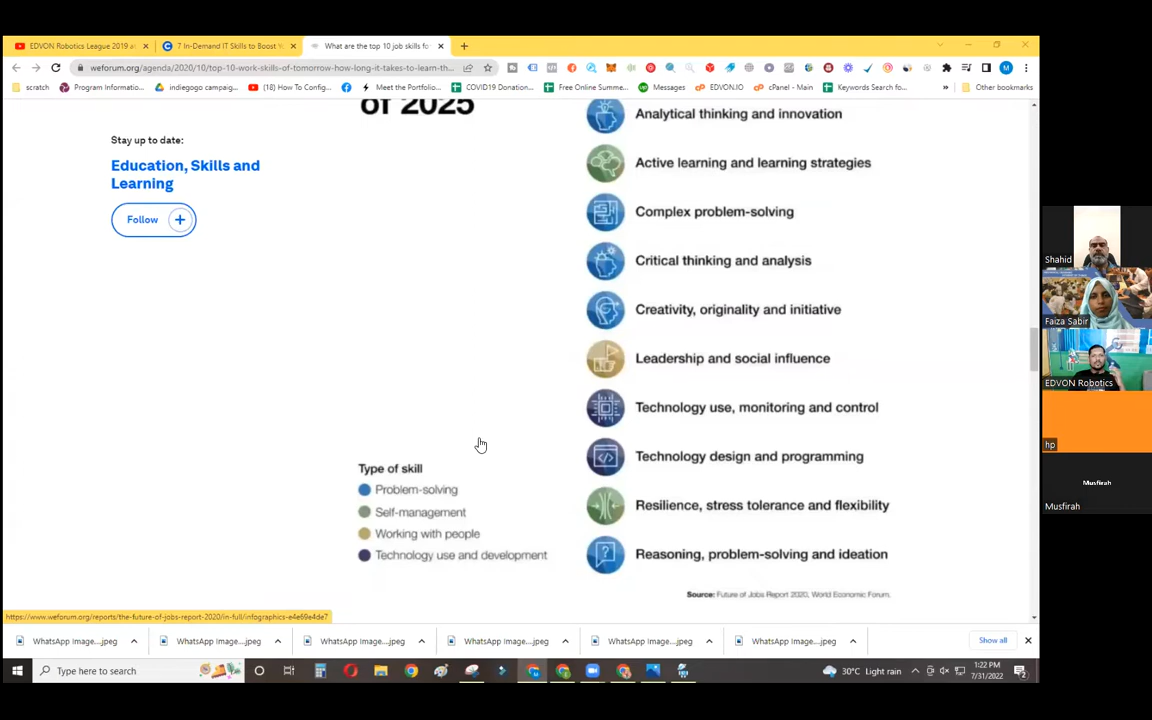 EDVON Robotics League 2019 a
7 In-Demand IT Skills to Boost
What are the top 10 job skills fo
weforum.org/agenda/2020/10/top-10-work-skills-of-tomorrow-how-long-it-takes-to-learn-th...
scratch
Program Informatio...
indiegogo campaig...
(18) How To Config...
Meet the Portfolio...
COVID19 Donation...
Free Online Summe...
Messages
EDVON.IO
cPanel - Main
Keywords Search fo...
»
Other bookmarks
of 2025
Stay up to date:
Education, Skills and
Learning
Follow +
Analytical thinking and innovation
Active learning and learning strategies
Complex problem-solving
Critical thinking and analysis
Creativity, originality and initiative
Leadership and social influence
Technology use, monitoring and control
Technology design and programming
Resilience, stress tolerance and flexibility
Reasoning, problem-solving and ideation
Type of skill
Problem-solving
Self-management
Working with people
Technology use and development
Source: Future of Jobs Report 2020, World Economic Forum.
https://www.weforum.org/reports/the-future-of-jobs-report-2020/in-full/infographics-e4e69e4de7
WhatsApp Image....jpeg
WhatsApp Image....jpeg
WhatsApp Image....jpeg
WhatsApp Image....jpeg
WhatsApp Image....jpeg
WhatsApp Image....jpeg
Show all
Type here to search
30°C Light rain
1:22 PM
7/31/2022
Shahid
Faiza Sabir
EDVON Robotics
hp
Musfirah
Musfirah